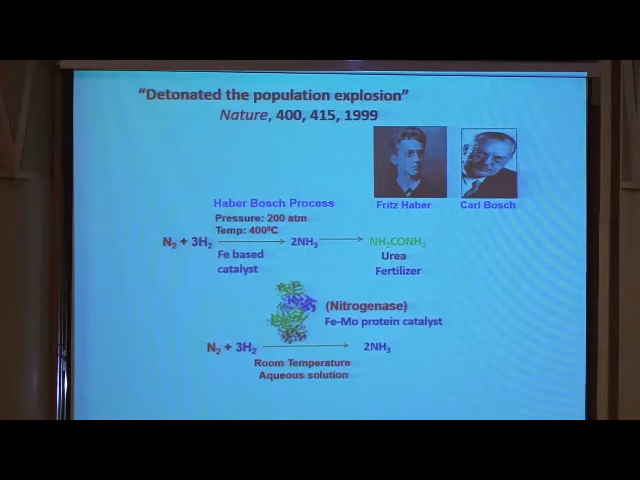 "Detonated the population explosion"
Nature, 400, 415, 1999
Fritz Haber
Carl Bosch
Haber Bosch Process
Pressure: 200 atm
Temp: 400⁰C
N₂ + 3H₂
2NH₃
NH₂CONH₂
Fe based
catalyst
Urea
Fertilizer
(Nitrogenase)
Fe-Mo protein catalyst
N₂ + 3H₂
2NH₃
Room Temperature
Aqueous solution